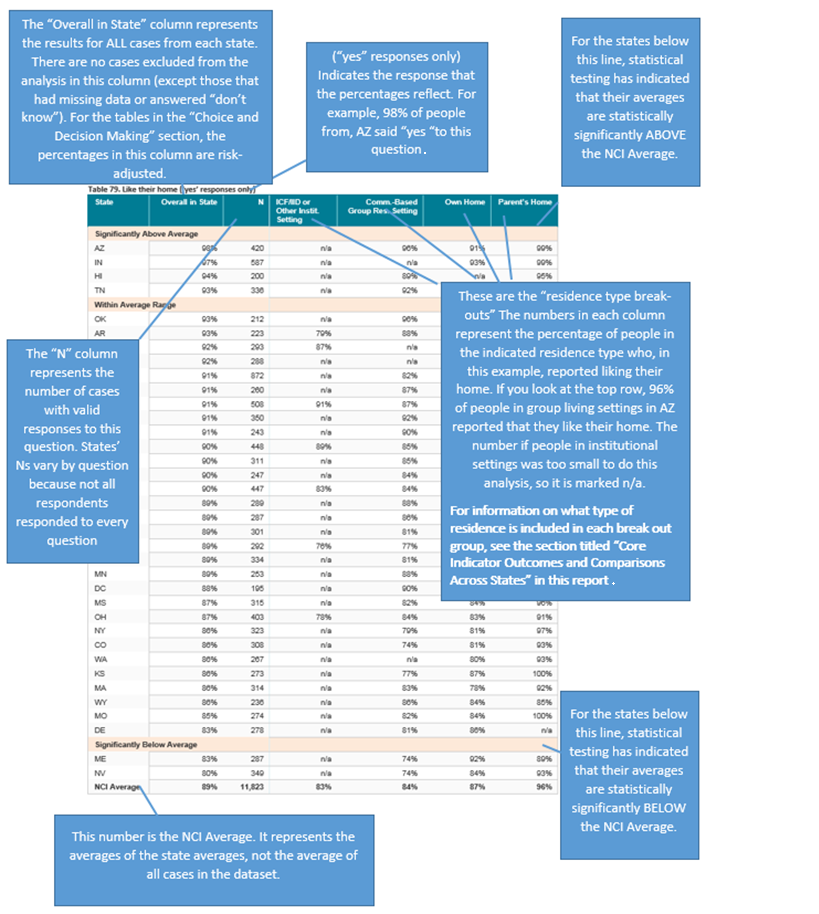 The “Overall in State” column represents
the results for ALL cases from each state.
There are no cases excluded from the
analysis in this column (except those that
had missing data or answered “don’t
know”). For the tables in the “Choice and
Decision Making” section, the
percentages in this column are risk-
adjusted.
(“yes” responses only)
Indicates the response that
the percentages reflect. For
example, 98% of people
from, AZ said “yes “to this
question.
For the states below
this line, statistical
testing has indicated
that their averages
are statistically
significantly ABOVE
the NCI Average.
Table 79. Like their home (‘yes’ responses only)
State Overall in State N ICF/IID or Other Instit. Setting Comm.-Based Group Res. Setting Own Home Parent's Home
Significantly Above Average
AZ 98% 420 n/a 96% 91% 99%
IN 97% 587 n/a n/a 93% 99%
HI 94% 200 n/a 89% n/a 95%
TN 93% 336 n/a 92%
Within Average Range
OK 93% 212 n/a 96%
AR 93% 223 79% 88%
92% 293 87% n/a
92% 288 n/a n/a
91% 872 n/a 82%
91% 260 n/a 87%
91% 508 91% 87%
91% 350 n/a 92%
91% 243 n/a 90%
90% 448 89% 85%
90% 311 n/a 85%
90% 247 n/a 84%
90% 447 83% 84%
89% 289 n/a 88%
89% 287 n/a 86%
89% 301 n/a 81%
89% 292 76% 77%
89% 334 n/a 81%
MN 89% 253 n/a 88%
DC 88% 195 n/a 90%
MS 87% 315 n/a 82% 84%
OH 87% 403 78% 84% 83% 91%
NY 86% 323 n/a 79% 81% 97%
CO 86% 308 n/a 74% 81% 93%
WA 86% 267 n/a n/a 80% 93%
KS 86% 273 n/a 77% 87% 100%
MA 86% 314 n/a 83% 78% 92%
WY 86% 236 n/a 86% 84% 85%
MO 85% 274 n/a 82% 84% 100%
DE 83% 278 n/a 81% 86% n/a
Significantly Below Average
ME 83% 287 n/a 74% 92% 89%
NV 80% 349 n/a 74% 84% 93%
NCI Average 89% 11,823 83% 84% 87% 96%
The “N” column
represents the
number of cases
with valid
responses to this
question. States’
Ns vary by question
because not all
respondents
responded to every
question
These are the “residence type break-
outs” The numbers in each column
represent the percentage of people in
the indicated residence type who, in
this example, reported liking their
home. If you look at the top row, 96%
of people in group living settings in AZ
reported that they like their home. The
number if people in institutional
settings was too small to do this
analysis, so it is marked n/a.
For information on what type of
residence is included in each break out
group, see the section titled “Core
Indicator Outcomes and Comparisons
Across States” in this report .
For the states below
this line, statistical
testing has indicated
that their averages
are statistically
significantly BELOW
the NCI Average.
This number is the NCI Average. It represents the
averages of the state averages, not the average of
all cases in the dataset.